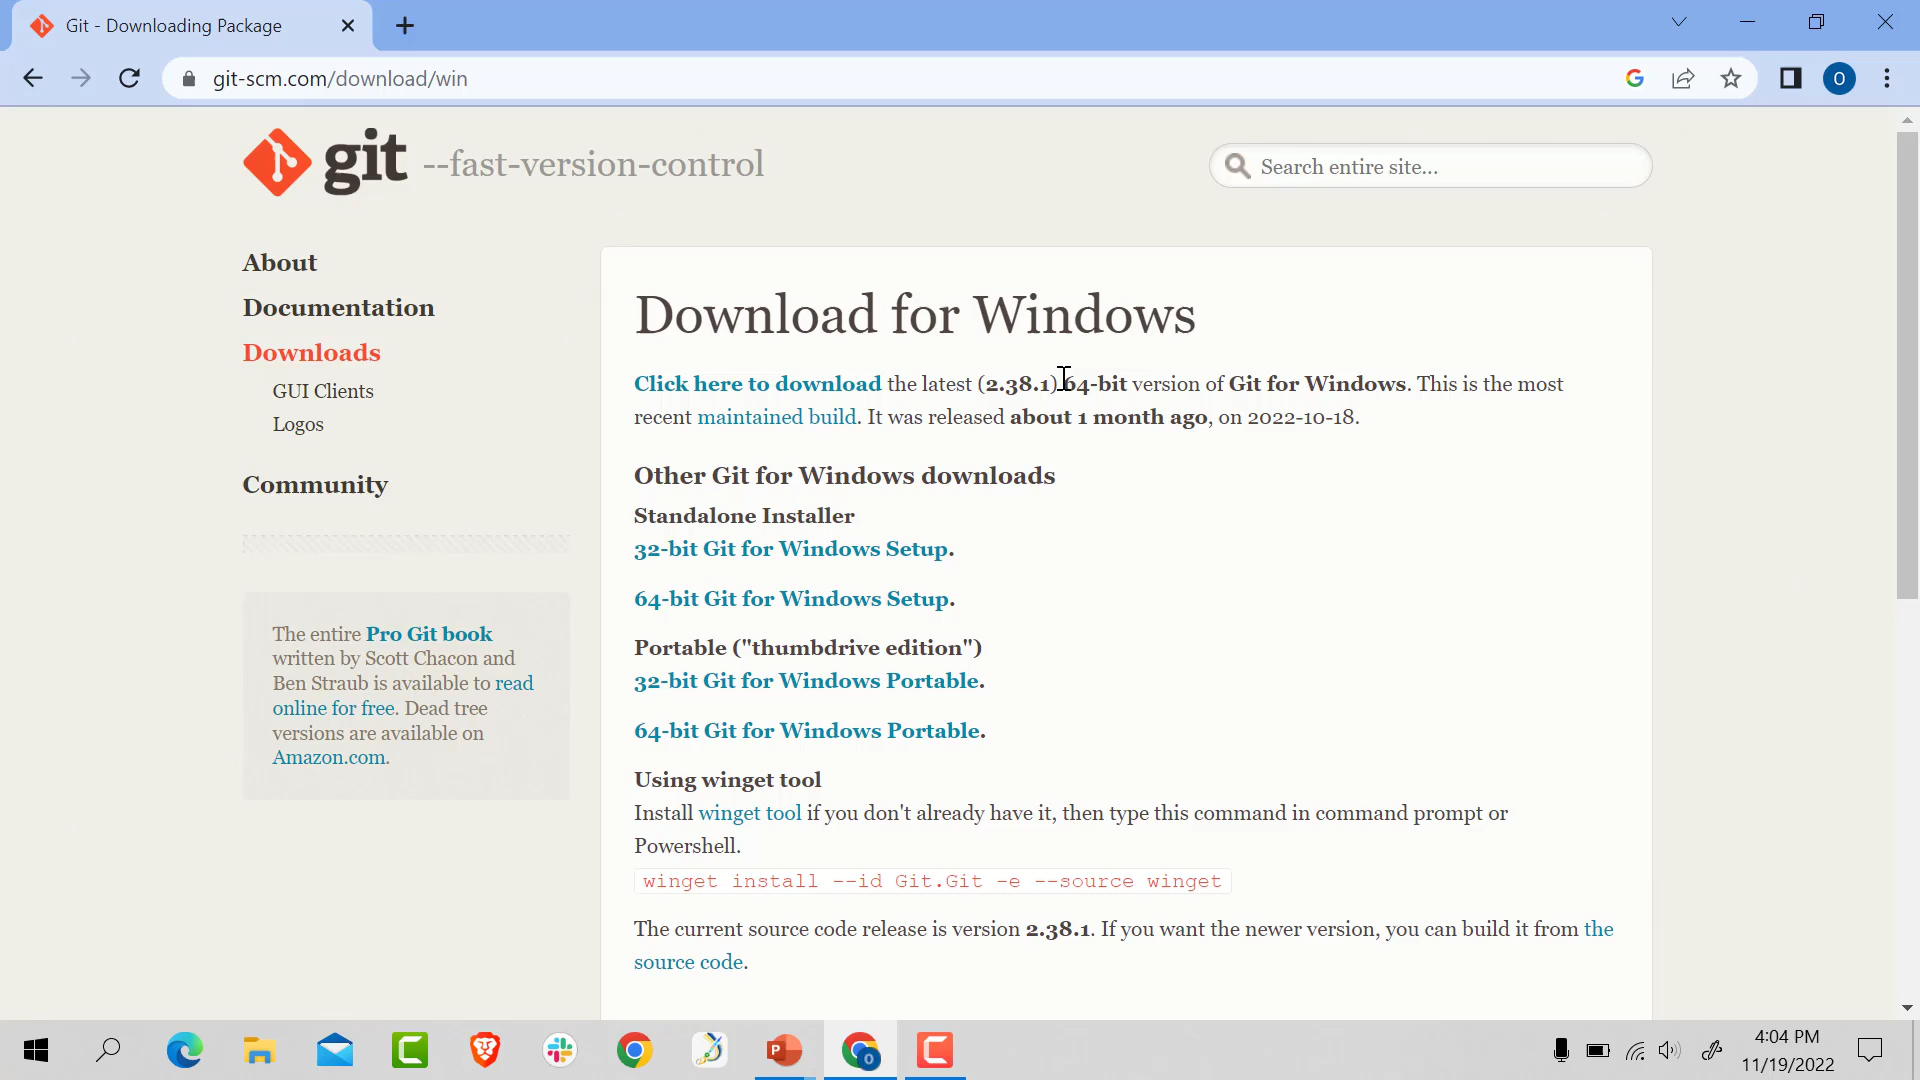 Git - Downloading Package
git-scm.com/download/win
O
git --fast-version-control
Search entire site...
About
Documentation
Downloads
GUI Clients
Logos
Community
The entire Pro Git book
written by Scott Chacon and
Ben Straub is available to read
online for free. Dead tree
versions are available on
Amazon.com.
Download for Windows
Click here to download the latest (2.38.1) 64-bit version of Git for Windows. This is the most
recent maintained build. It was released about 1 month ago, on 2022-10-18.
Other Git for Windows downloads
Standalone Installer
32-bit Git for Windows Setup.
64-bit Git for Windows Setup.
Portable ("thumbdrive edition")
32-bit Git for Windows Portable.
64-bit Git for Windows Portable.
Using winget tool
Install winget tool if you don't already have it, then type this command in command prompt or
Powershell.
winget install --id Git.Git -e --source winget
The current source code release is version 2.38.1. If you want the newer version, you can build it from the
source code.
4:04 PM
11/19/2022